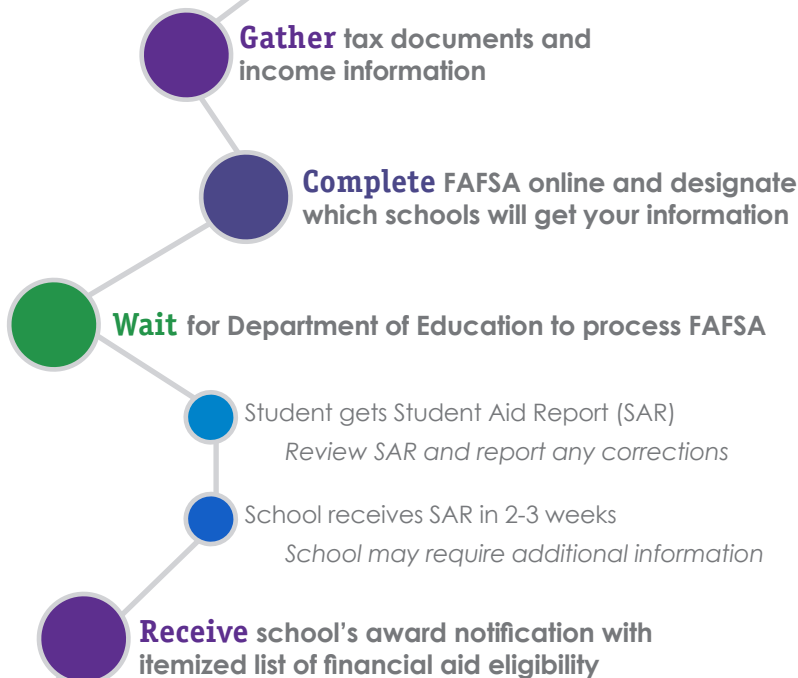 Gather tax documents and
income information
Complete FAFSA online and designate
which schools will get your information
Wait for Department of Education to process FAFSA
Student gets Student Aid Report (SAR)
Review SAR and report any corrections
School receives SAR in 2-3 weeks
School may require additional information
Receive school's award notification with
itemized list of financial aid eligibility